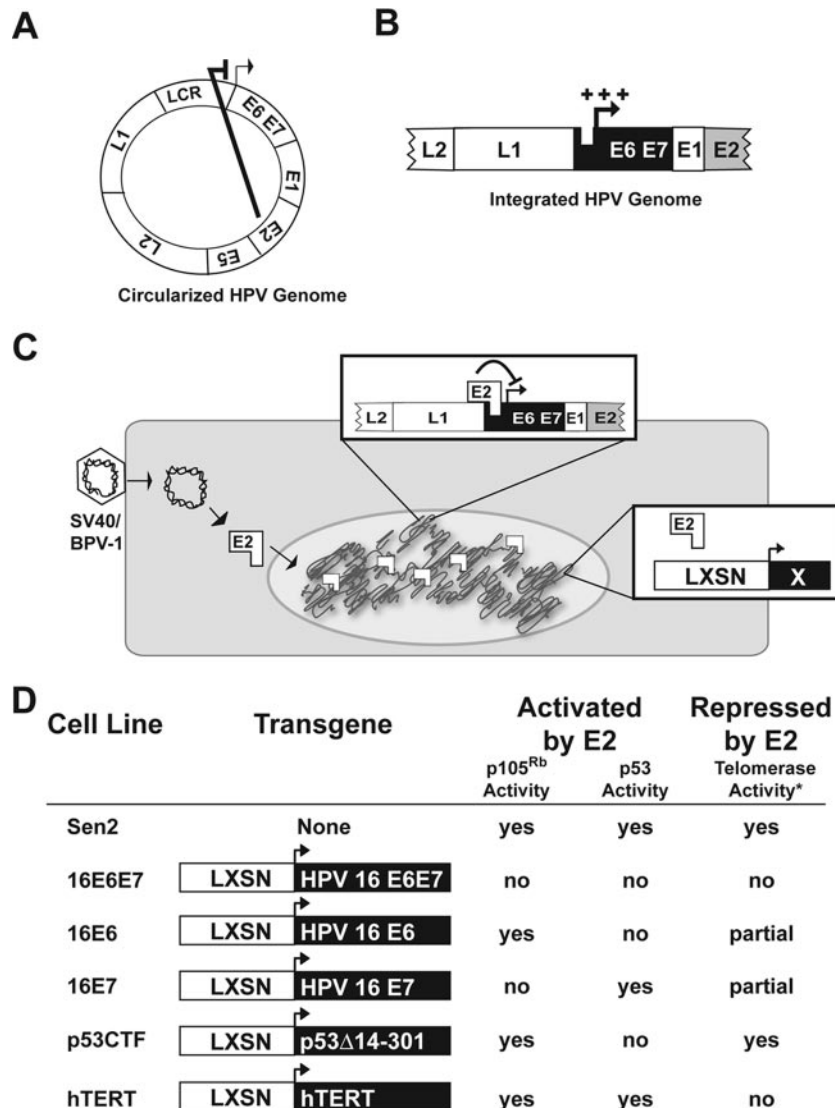 A
LCR
E6 E7
E1
E2
E5
L2
L1
Circularized HPV Genome
B
+ + +
L2 L1 E6 E7 E1 E2
Integrated HPV Genome
C
E2
L2 L1 E6 E7 E1 E2
SV40/
BPV-1
E2
E2
LXSN X
D
Cell Line Transgene Activated by E2 Repressed by E2
p105Rb Activity p53 Activity Telomerase Activity*
Sen2 None yes yes yes
16E6E7 LXSN HPV 16 E6E7 no no no
16E6 LXSN HPV 16 E6 yes no partial
16E7 LXSN HPV 16 E7 no yes partial
p53CTF LXSN p53Δ14-301 yes no yes
hTERT LXSN hTERT yes yes no